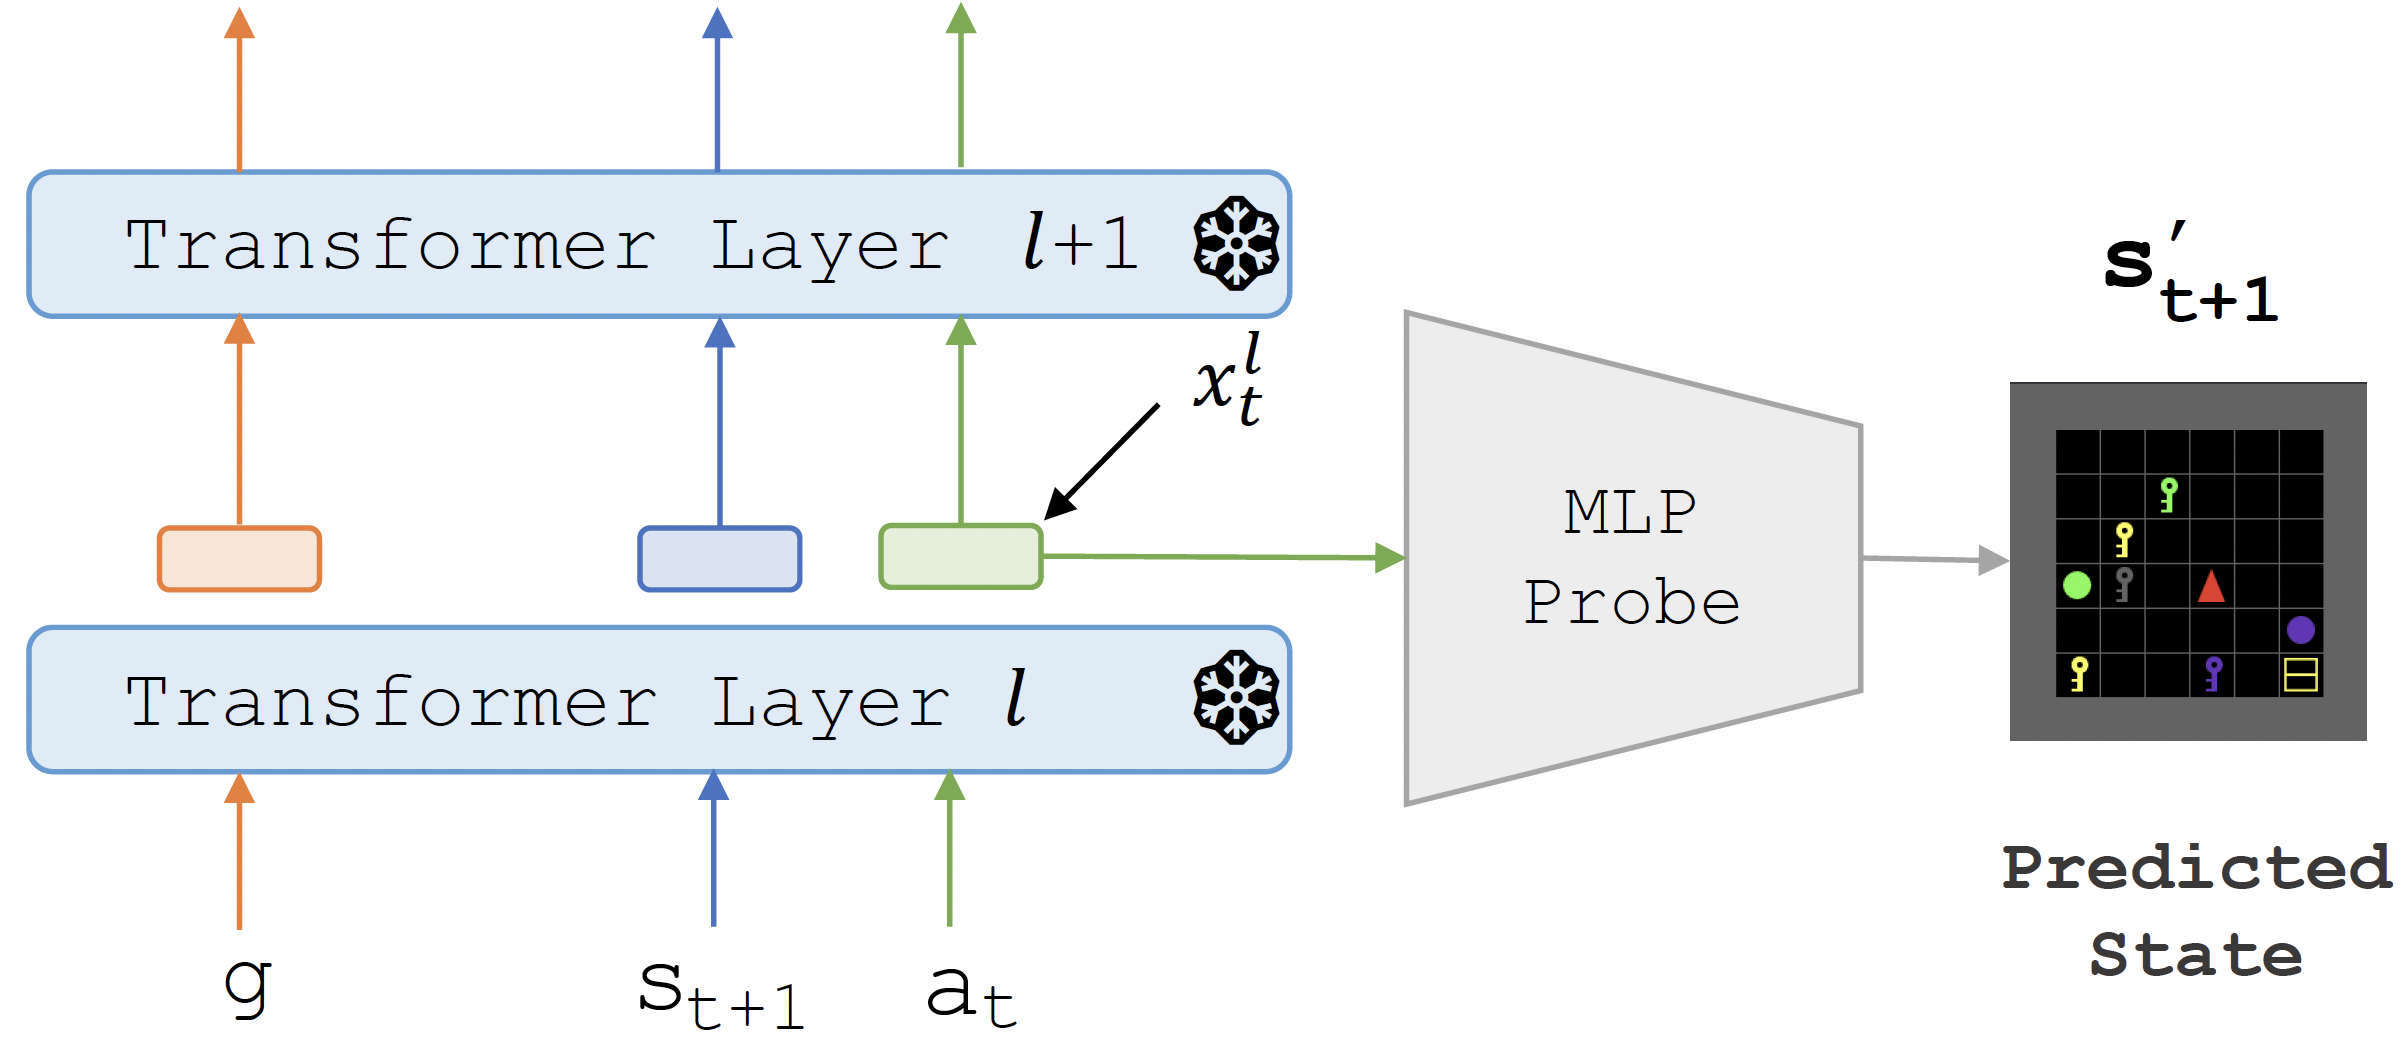 Transformer Layer l+1
x_t^l
s'_{t+1}
MLP
Probe
Transformer Layer l
Predicted
State
g
s_{t+1}
a_t